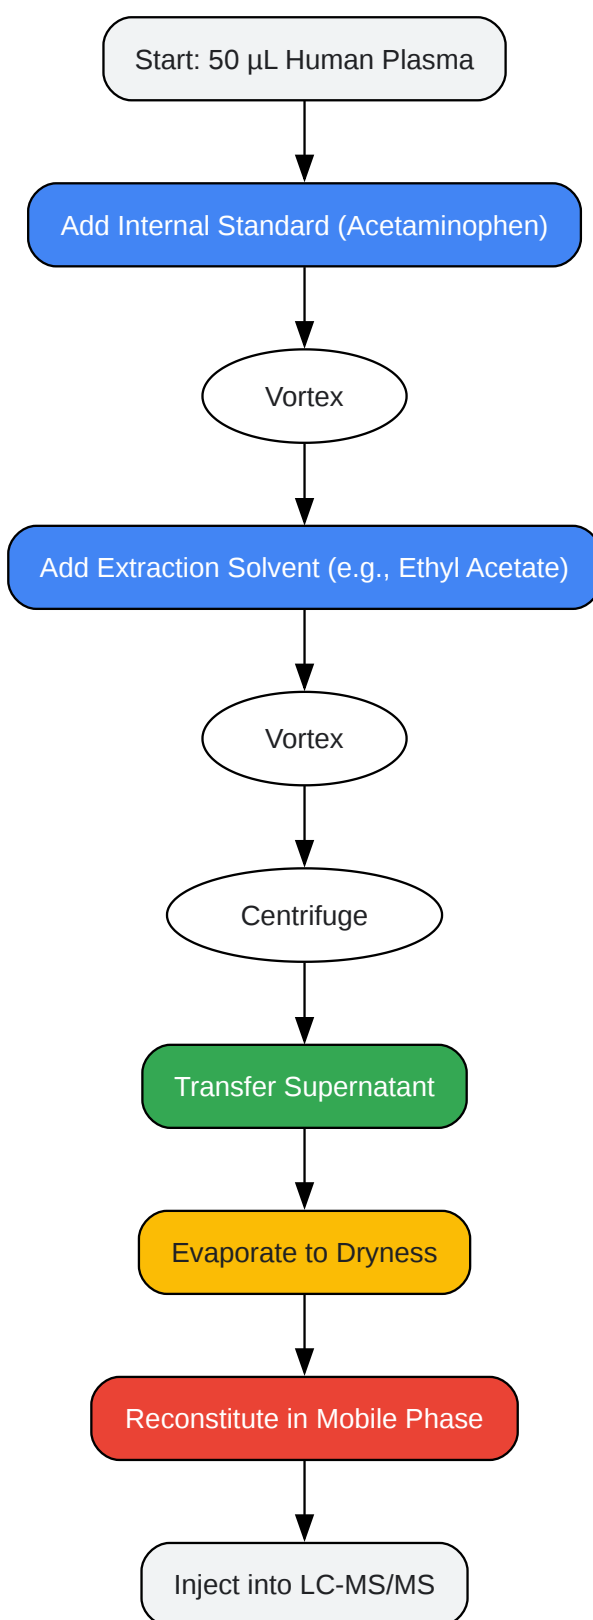 Start: 50 µL Human Plasma
Add Internal Standard (Acetaminophen)
Vortex
Add Extraction Solvent (e.g., Ethyl Acetate)
Vortex
Centrifuge
Transfer Supernatant
Evaporate to Dryness
Reconstitute in Mobile Phase
Inject into LC-MS/MS